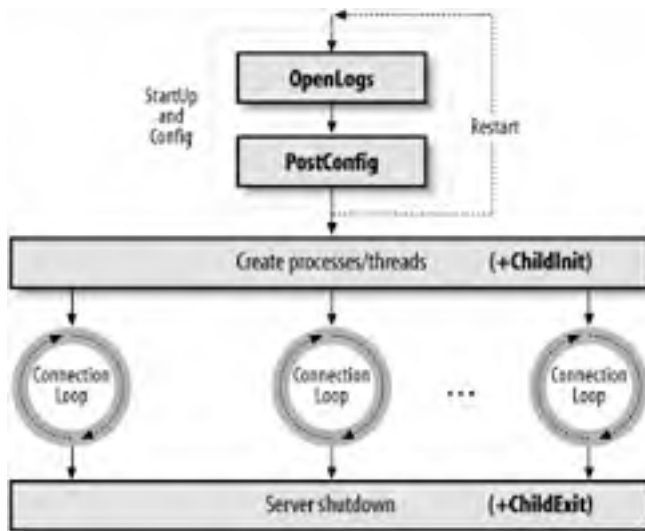 OpenLogs
StartUp
and
Config
Restart
PostConfig
Create processes/threads (+ChildInit)
Connection
Loop
Connection
Loop
...
Connection
Loop
Server shutdown (+ChildExit)